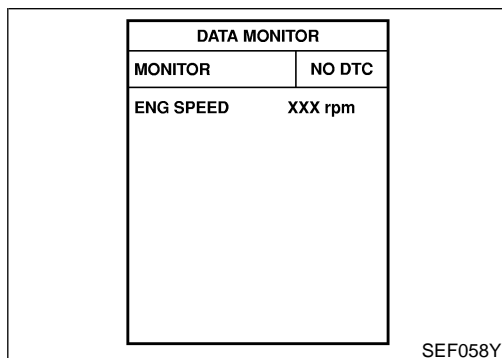 DATA MONITOR
MONITOR NO DTC
ENG SPEED XXX rpm
SEF058Y